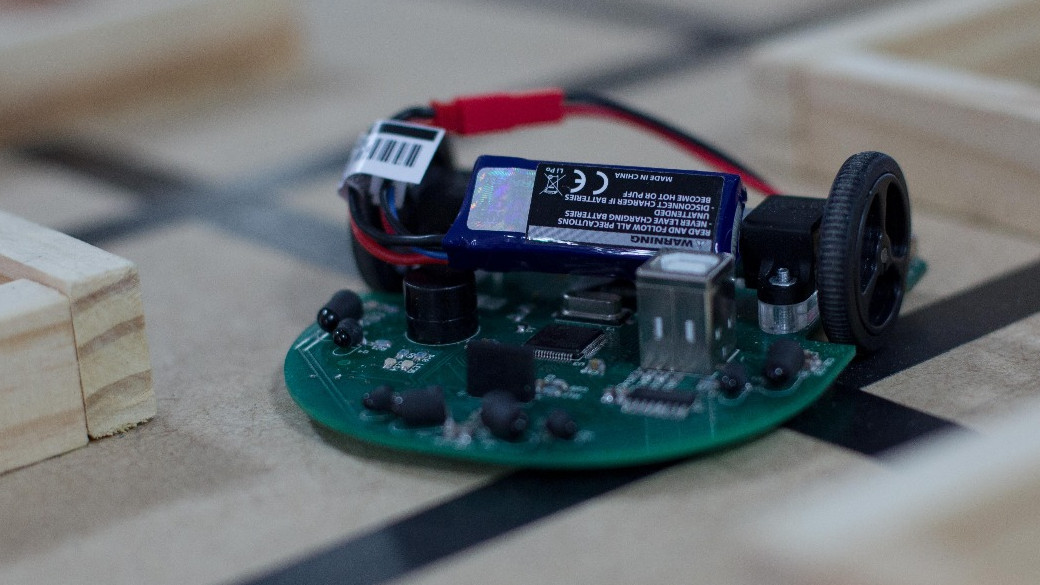 WARNING
READ AND FOLLOW ALL PRECAUTIONS
- NEVER LEAVE CHARGING BATTERIES
UNATTENDED
- DISCONNECT CHARGER IF BATTERIES
BECOME HOT OR PUFF
MADE IN CHINA
CE
Li Po